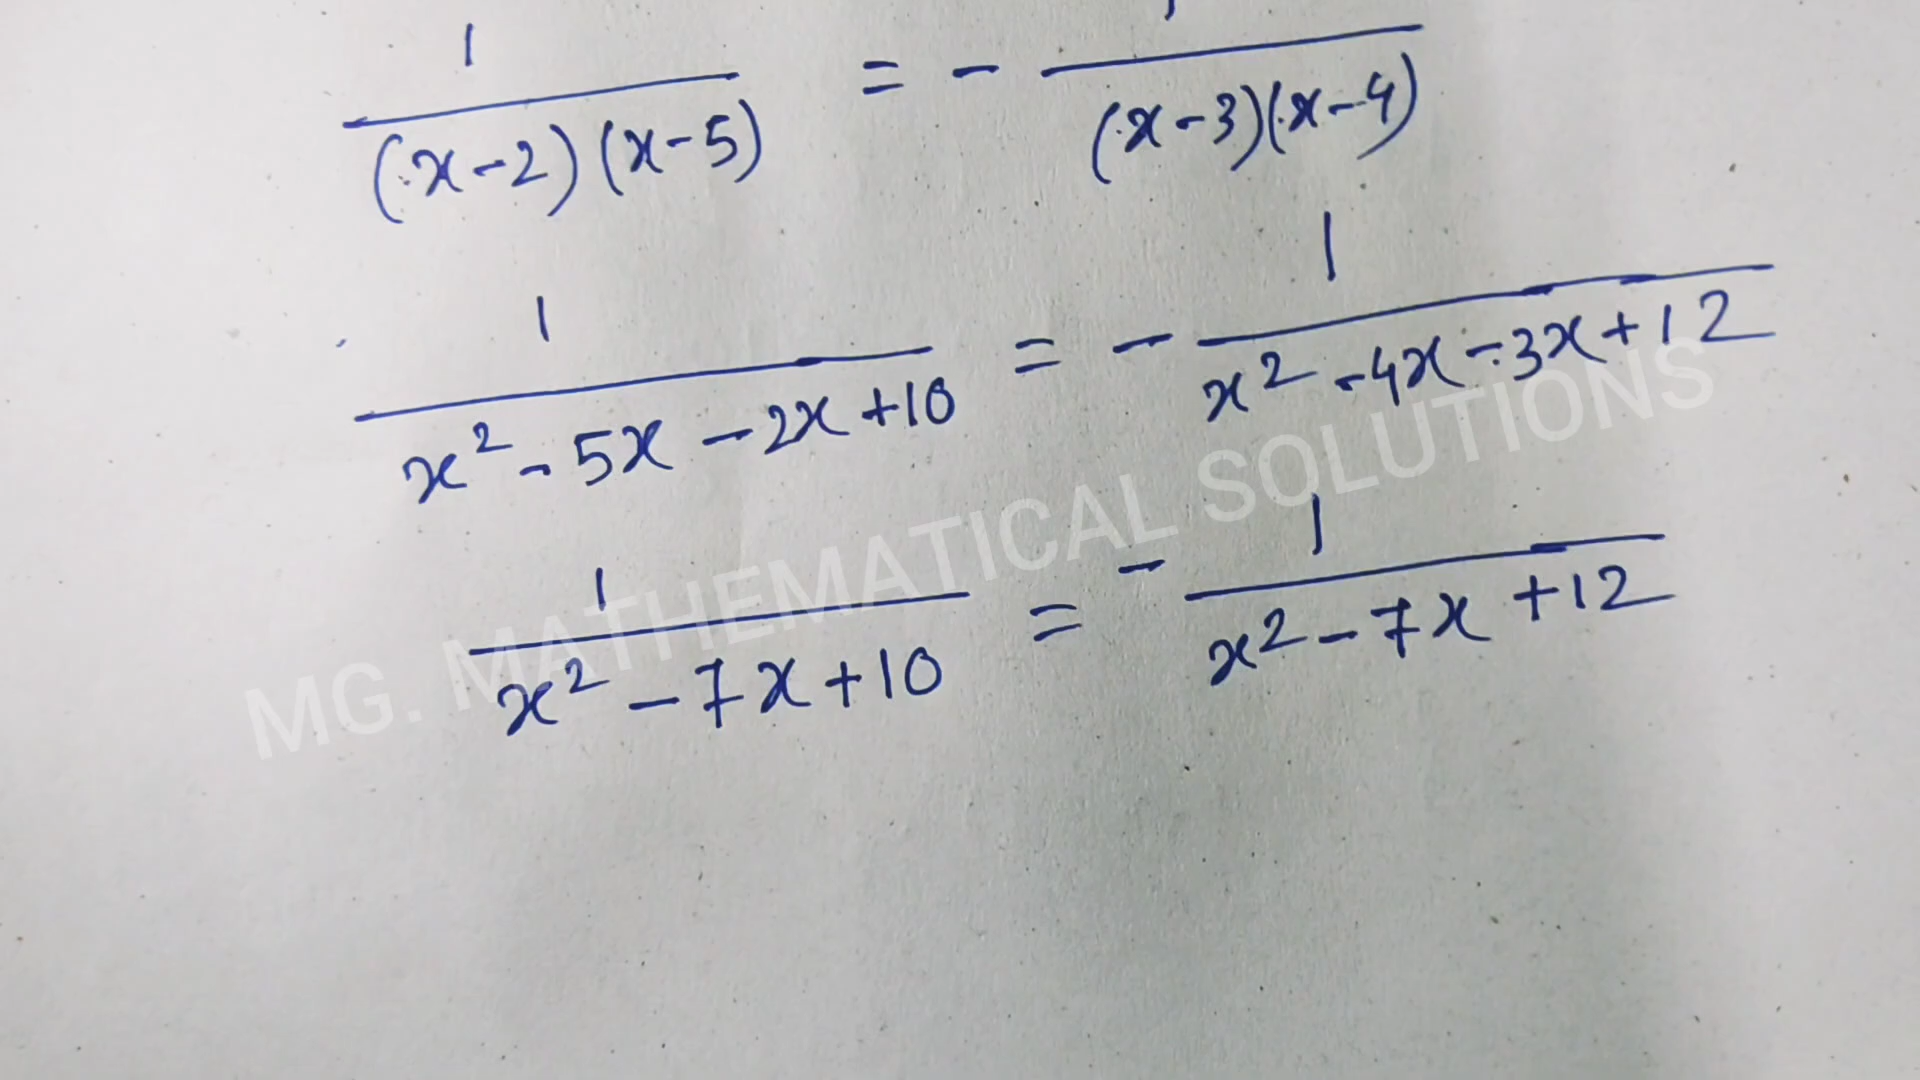 1/((x-2)(x-5)) = - 1/((x-3)(x-4))
1/(x²-5x-2x+10) = - 1/(x²-4x-3x+12)
1/(x²-7x+10) = - 1/(x²-7x+12)
MG. MATHEMATICAL SOLUTIONS